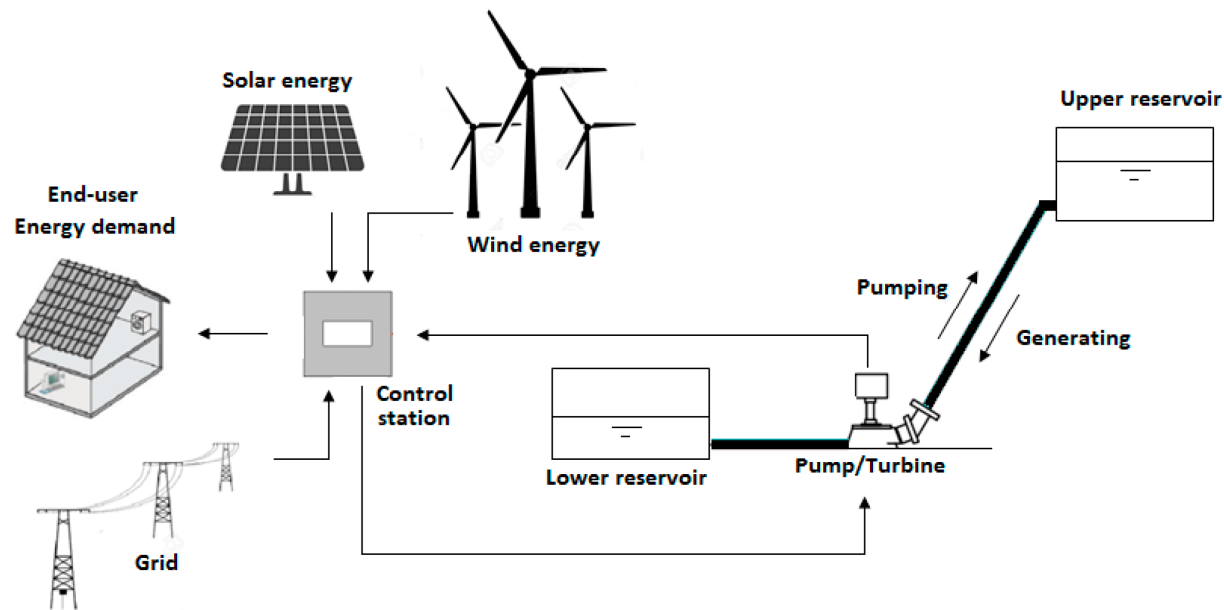 Solar energy
Upper reservoir
End-user
Energy demand
Wind energy
Pumping
Generating
Control
station
Lower reservoir
Pump/Turbine
Grid